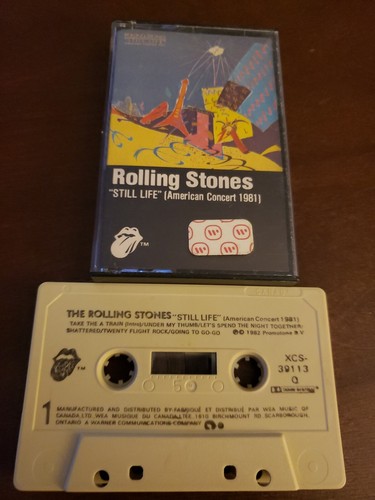 Rolling Stones
"STILL LIFE" (American Concert 1981)
TM
THE ROLLING STONES "STILL LIFE" (American Concert 1981)
TAKE THE A TRAIN (Intro)/UNDER MY THUMB/LET'S SPEND THE NIGHT TOGETHER
SHATTERED/TWENTY FLIGHT ROCK/GOING TO GO-GO
℗ © 1982 Promotone B V
TM
50
XCS-
39113
1
MANUFACTURED AND DISTRIBUTED BY-FABRIQUÉ ET DISTRIBUÉ PAR WEA MUSIC OF
CANADA, LTD. WEA MUSIQUE DU CANADA, LTÉE. 1810 BIRCHMOUNT RD SCARBOROUGH,
ONTARIO A WARNER COMMUNICATIONS COMPANY